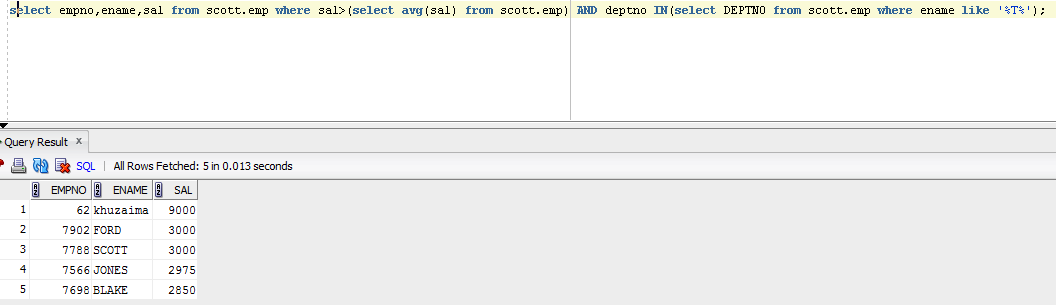 select empno,ename,sal from scott.emp where sal>(select avg(sal) from scott.emp) AND deptno IN(select DEPTNO from scott.emp where ename like '%T%');
Query Result x
SQL | All Rows Fetched: 5 in 0.013 seconds
EMPNO ENAME SAL
1 62 khuzaima 9000
2 7902 FORD 3000
3 7788 SCOTT 3000
4 7566 JONES 2975
5 7698 BLAKE 2850